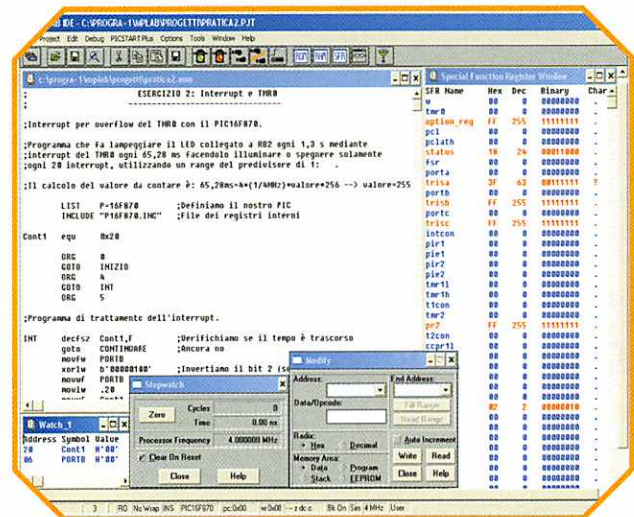 AB IDE - C:\PROGRA~1\MPLAB\PROGETTI\PRATICA2.PJT
Project Edit Debug PICSTART Plus Options Tools Window Help
c:\progra~1\mplab\progetti\pratica2.asm
; ESERCIZIO 2: Interrupt e TMR0
;Interrupt per overflow del TMR0 con il PIC16F870.
;Programma che fa lampeggiare il LED collegato a RB2 ogni 1,3 s mediante
;interrupt del TMR0 ogni 65,28 ms facendolo illuminare o spegnere solamente
;ogni 20 interrupt, utilizzando un range del predivisore di 1:
;Il calcolo del valore da contare è: 65,28ms=4*(1/4MHz)*valore*256 --> valore=255
LIST P=16F870 ;Definiamo il nostro PIC
INCLUDE "P16F870.INC" ;File dei registri interni
Cont1 equ 0x20
ORG 0
GOTO INIZIO
ORG 4
GOTO INT
ORG 5
;Programma di trattamento dell'interrupt.
INT decfsz Cont1,F ;Verifichiamo se il tempo è trascorso
goto CONTINUARE ;Ancora no
movfw PORTB
xorlw b'00000100' ;Invertiamo il bit 2 (se
movwf PORTB
movlw .20
movwf Cont1
Special Function Register Window
SFR Name Hex Dec Binary Char
w 00 0 00000000 .
tmr0 00 0 00000000 .
option_reg FF 255 11111111 .
pcl 00 0 00000000 .
pclath 00 0 00000000 .
status 18 24 00011000 .
fsr 00 0 00000000 .
porta 00 0 00000000 .
trisa 3F 63 00111111 ?
portb 00 0 00000000 .
trisb FF 255 11111111 .
portc 00 0 00000000 .
trisc FF 255 11111111 .
intcon 00 0 00000000 .
pir1 00 0 00000000 .
pie1 00 0 00000000 .
pir2 00 0 00000000 .
pie2 00 0 00000000 .
tmr1l 00 0 00000000 .
tmr1h 00 0 00000000 .
t1con 00 0 00000000 .
tmr2 00 0 00000000 .
pr2 FF 255 11111111 .
t2con 00 0 00000000 .
ccpr1l 00 0 00000000 .
02 2 00000010
Watch_1
Address Symbol Value
20 Cont1 H'00'
06 PORTB H'00'
Stopwatch
Zero Cycles 0
Time 0.00 ns
Processor Frequency 4.000000 MHz
Clear On Reset
Close Help
Modify
Address: End Address:
Data/Opcode: Fill Range
Read Range
Radix: Auto Increment
Hex Decimal
Memory Area: Write Read
Data Program
Stack EEPROM Close Help
3 RO No Wrap INS PIC16F870 pc:0x00 w:0x00 -- z dc c Bk On Sim 4 MHz User